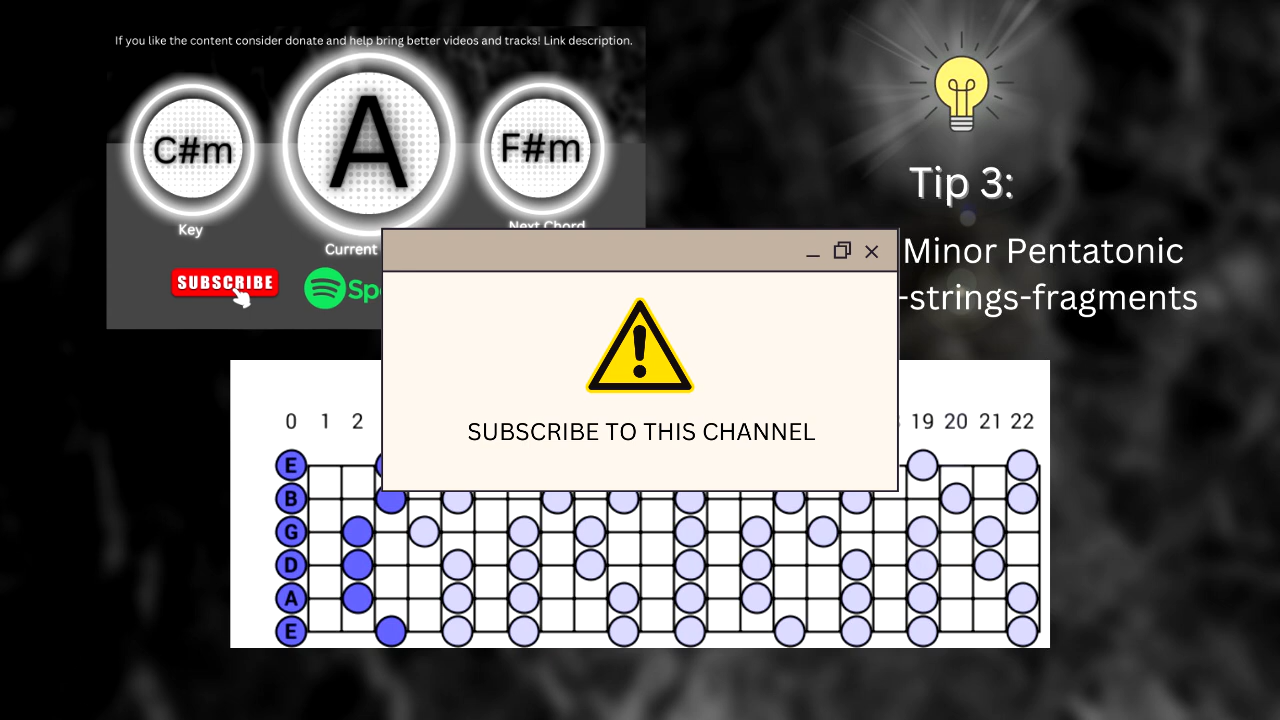 If you like the content consider donate and help bring better videos and tracks! Link description.
C#m
A
F#m
Key
Next Chord
Current
SUBSCRIBE
Tip 3:
Minor Pentatonic
-strings-fragments
SUBSCRIBE TO THIS CHANNEL
0 1 2 19 20 21 22
E
B
G
D
A
E